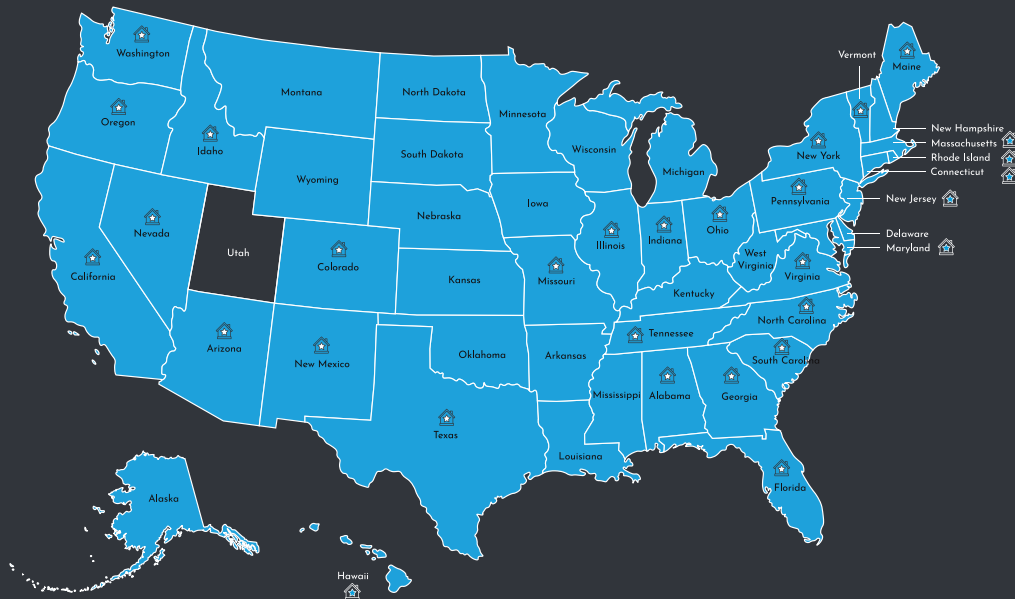 Vermont
Maine
Washington
Montana
North Dakota
Minnesota
Oregon
New Hampshire
Massachusetts
Idaho
South Dakota
Wisconsin
New York
Rhode Island
Michigan
Connecticut
Wyoming
Pennsylvania
New Jersey
Nebraska
Iowa
Nevada
Illinois
Indiana
Ohio
Delaware
Maryland
Utah
West
Virginia
Colorado
California
Kansas
Missouri
Virginia
Kentucky
North Carolina
Tennessee
Arizona
New Mexico
Oklahoma
Arkansas
South Carolina
Mississippi
Alabama
Georgia
Texas
Louisiana
Florida
Alaska
Hawaii